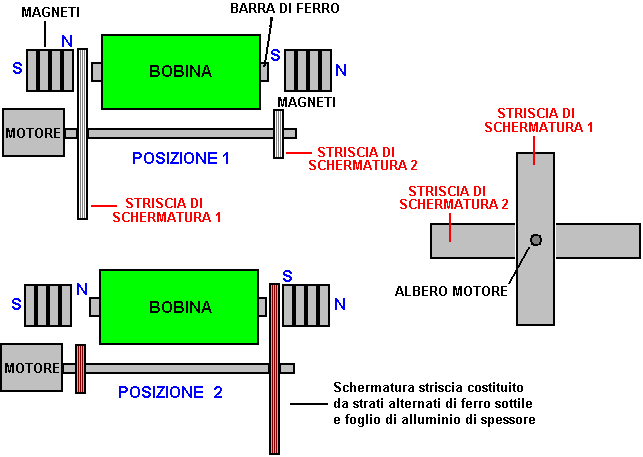 MAGNETI
BARRA DI FERRO
N
S
S
N
BOBINA
MAGNETI
MOTORE
POSIZIONE 1
STRISCIA DI
SCHERMATURA 2
STRISCIA DI
SCHERMATURA 1
STRISCIA DI
SCHERMATURA 1
STRISCIA DI
SCHERMATURA 2
ALBERO MOTORE
N
S
S
N
BOBINA
MOTORE
POSIZIONE 2
Schermatura striscia costituito
da strati alternati di ferro sottile
e foglio di alluminio di spessore